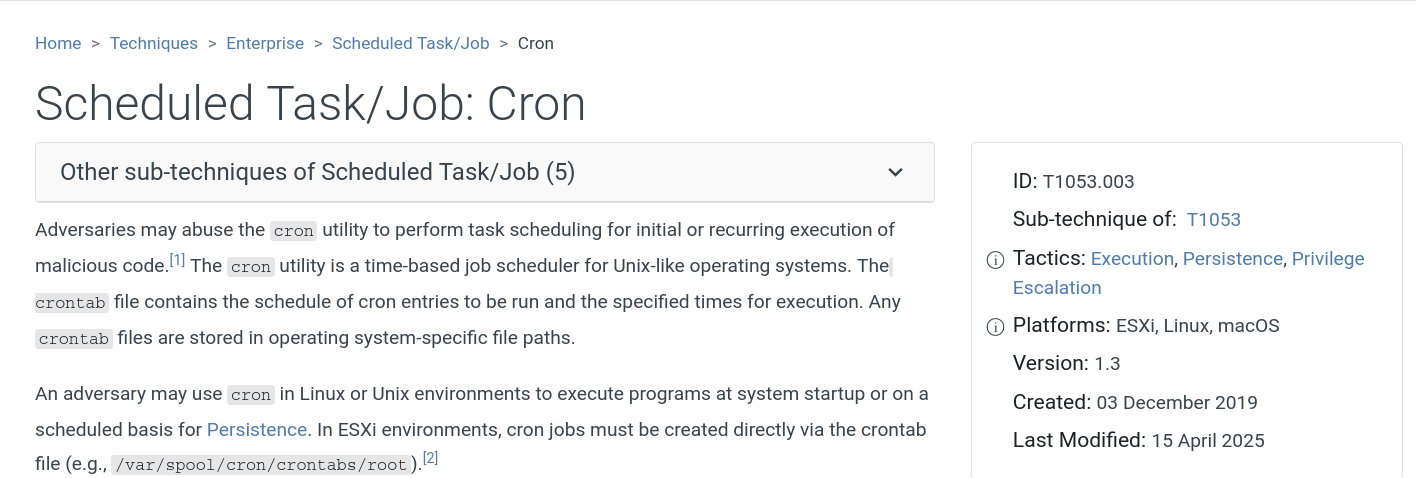 Home > Techniques > Enterprise > Scheduled Task/Job > Cron
Scheduled Task/Job: Cron
Other sub-techniques of Scheduled Task/Job (5)
Adversaries may abuse the cron utility to perform task scheduling for initial or recurring execution of
malicious code.[1] The cron utility is a time-based job scheduler for Unix-like operating systems. The
crontab file contains the schedule of cron entries to be run and the specified times for execution. Any
crontab files are stored in operating system-specific file paths.
An adversary may use cron in Linux or Unix environments to execute programs at system startup or on a
scheduled basis for Persistence. In ESXi environments, cron jobs must be created directly via the crontab
file (e.g., /var/spool/cron/crontabs/root).[2]
ID: T1053.003
Sub-technique of: T1053
Tactics: Execution, Persistence, Privilege
Escalation
Platforms: ESXi, Linux, macOS
Version: 1.3
Created: 03 December 2019
Last Modified: 15 April 2025